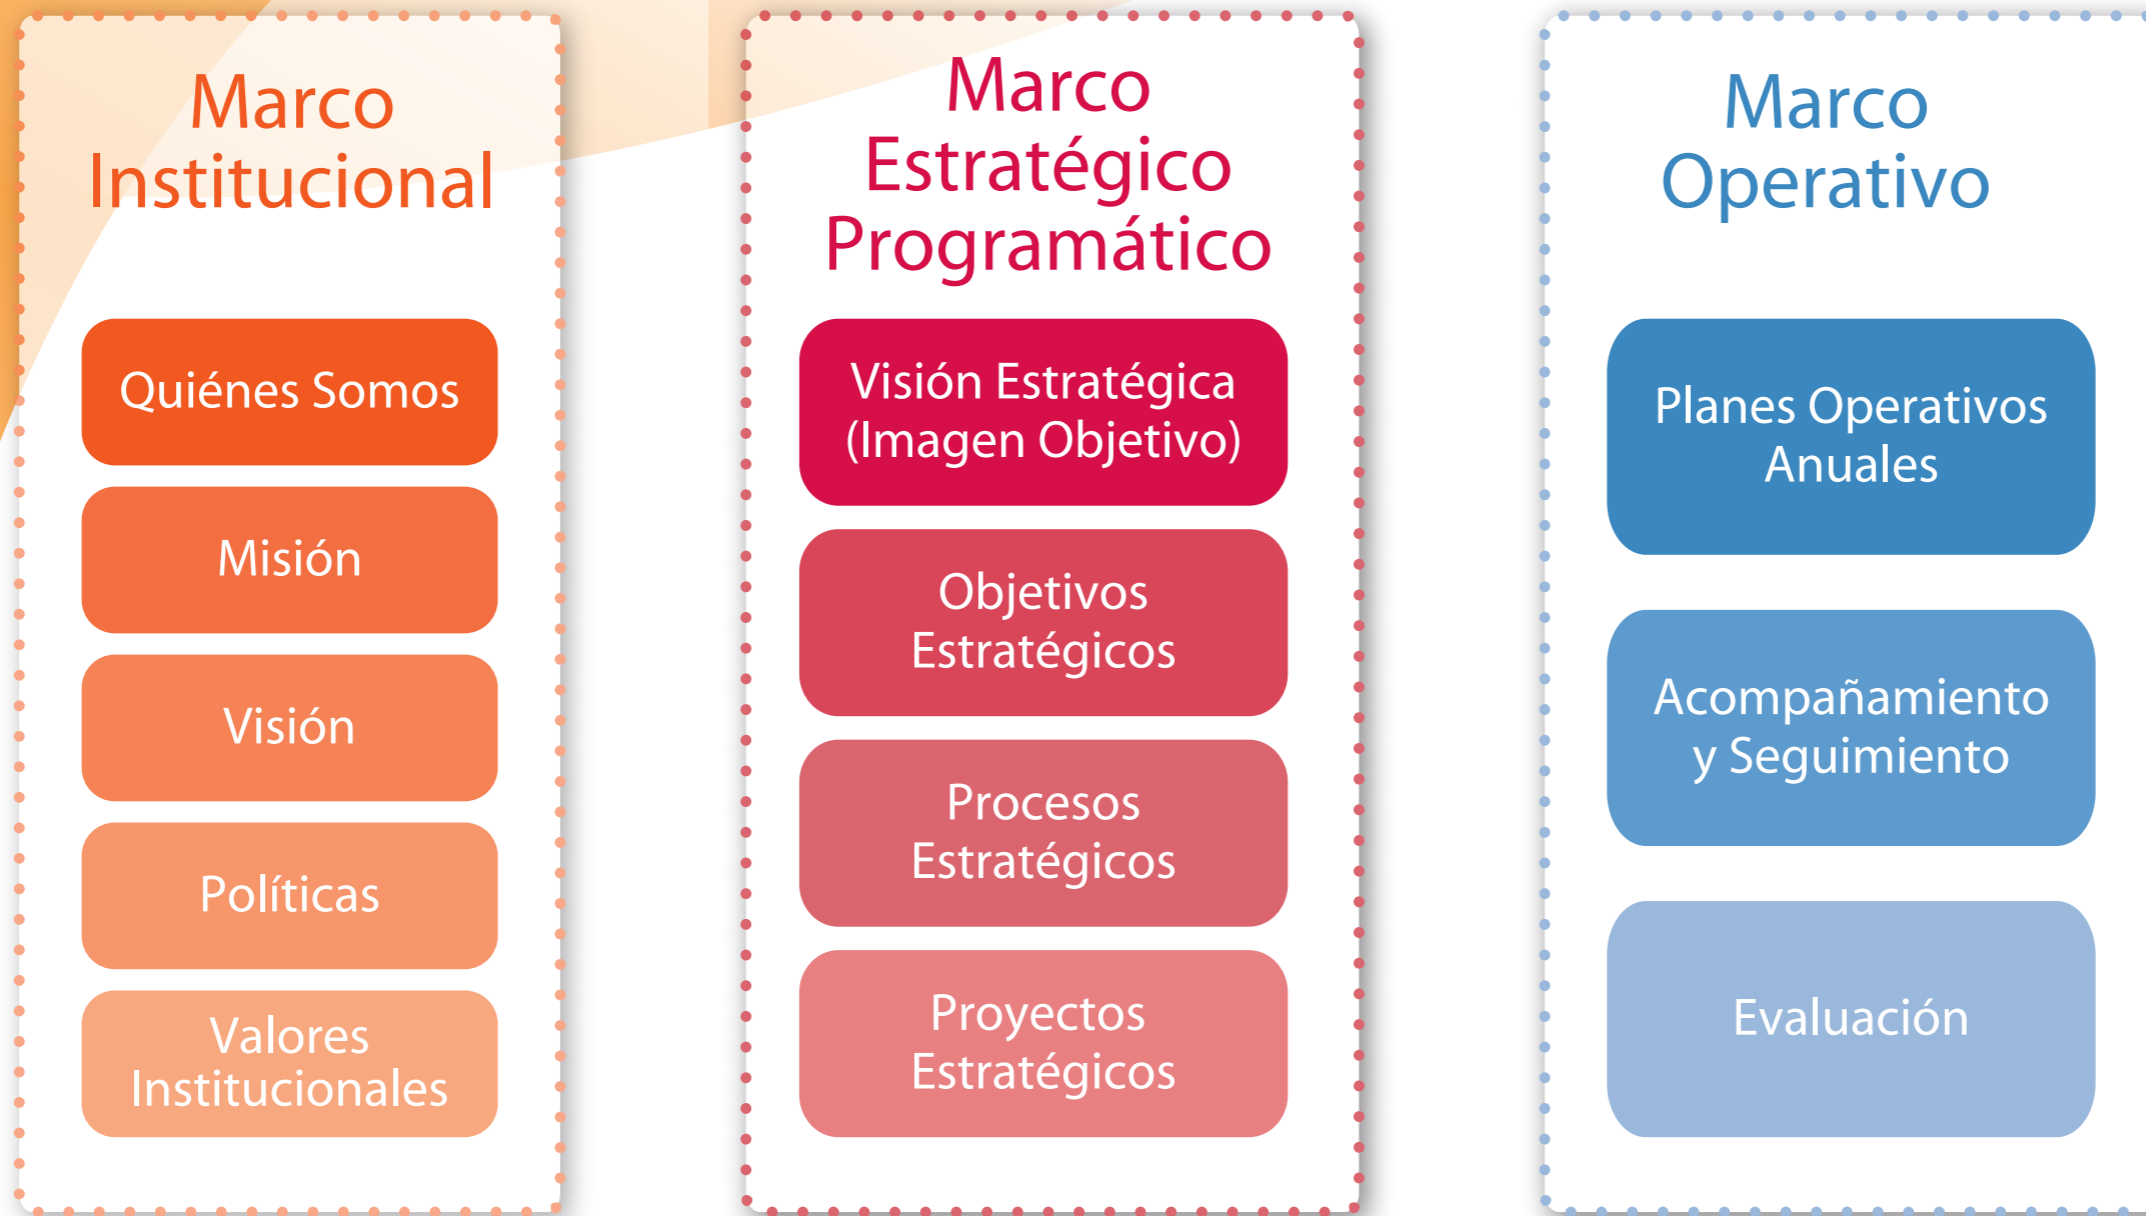 Marco
Institucional
Quiénes Somos
Misión
Visión
Políticas
Valores
Institucionales
Marco
Estratégico
Programático
Visión Estratégica
(Imagen Objetivo)
Objetivos
Estratégicos
Procesos
Estratégicos
Proyectos
Estratégicos
Marco
Operativo
Planes Operativos
Anuales
Acompañamiento
y Seguimiento
Evaluación